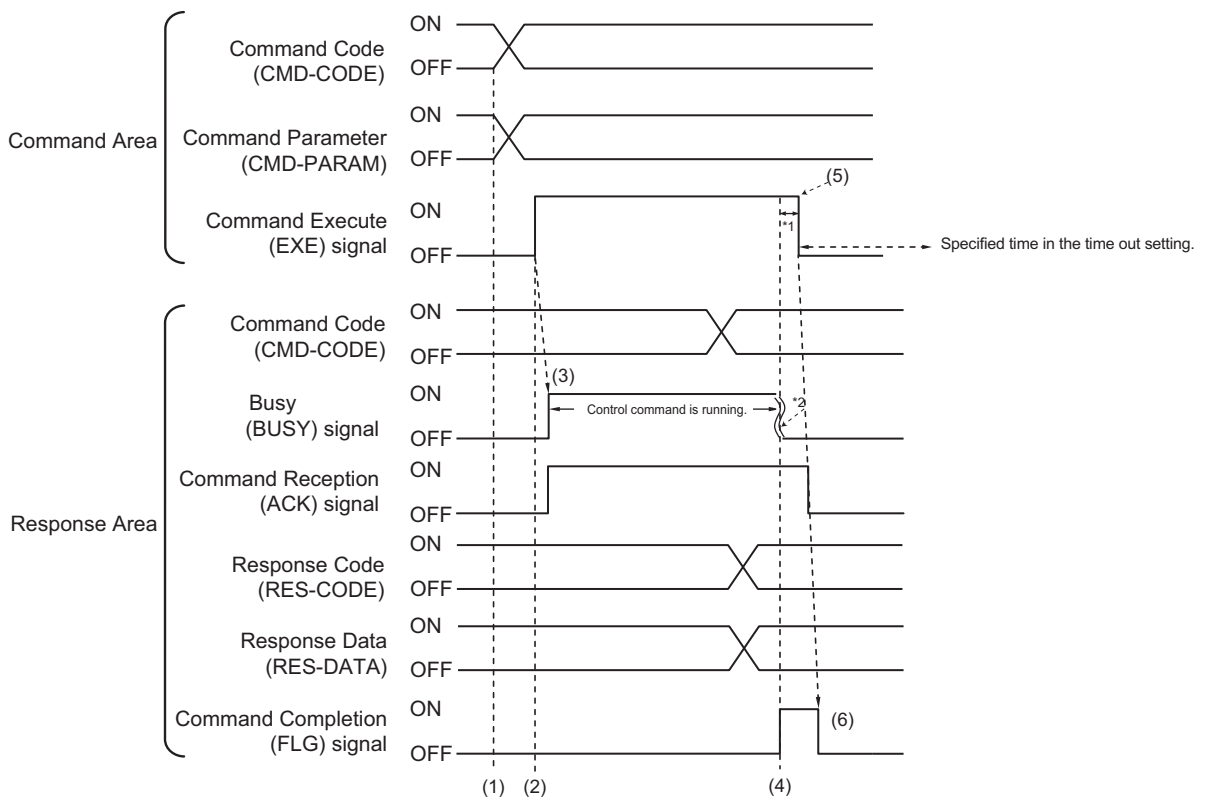 ON
Command Code
(CMD-CODE)
OFF
ON
Command Area
Command Parameter
(CMD-PARAM)
OFF
(5)
ON
*1
Command Execute
(EXE) signal
OFF
Specified time in the time out setting.
ON
Command Code
(CMD-CODE)
OFF
(3)
ON
Busy
(BUSY) signal
Control command is running.
*2
OFF
ON
Command Reception
(ACK) signal
OFF
Response Area
ON
Response Code
(RES-CODE)
OFF
ON
Response Data
(RES-DATA)
OFF
ON
Command Completion
(FLG) signal
(6)
OFF
(1) (2) (4)